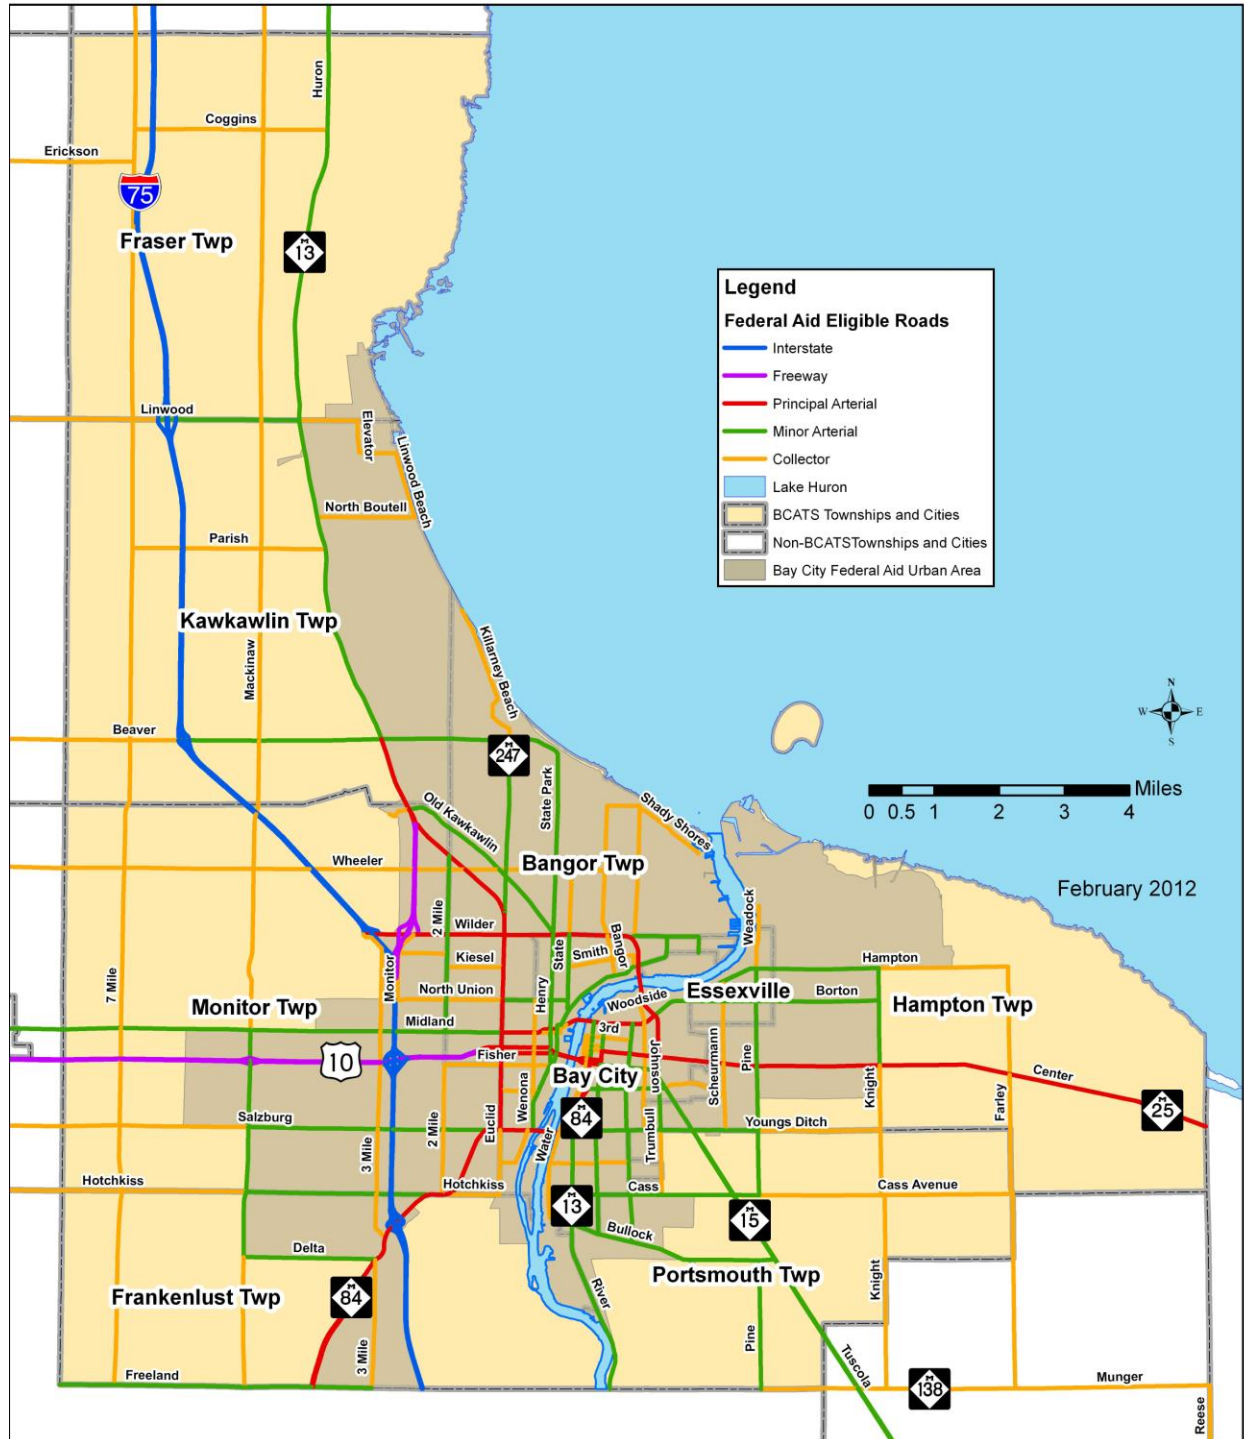 Huron
Coggins
Erickson
75
Fraser Twp
M
13
Legend
Federal Aid Eligible Roads
Interstate
Freeway
Principal Arterial
Minor Arterial
Collector
Lake Huron
BCATS Townships and Cities
Non-BCATSTownships and Cities
Bay City Federal Aid Urban Area
Linwood
Elevator
Linwood Beach
North Boutell
Parish
Kawkawlin Twp
Mackinaw
Killarney Beach
N
W
E
S
Beaver
M
247
State Park
Miles
0 0.5 1 2 3 4
Old Kawkawlin
Shady Shores
Wheeler
Bangor Twp
February 2012
2 Mile
Wilder
State
Smith
Bangor
Weadock
Kiesel
Hampton
7 Mile
Monitor
North Union
Henry
Woodside
Essexville
Borton
Monitor Twp
Midland
3rd
Hampton Twp
10
Fisher
Johnson
Scheurmann
Pine
Bay City
Center
Wenona
Knight
Farley
M
25
Salzburg
2 Mile
Euclid
M
84
Trumbull
Youngs Ditch
3 Mile
Water
Hotchkiss
Hotchkiss
Cass
Cass Avenue
M
13
M
15
Bullock
Delta
Portsmouth Twp
Knight
Frankenlust Twp
M
84
River
3 Mile
Pine
Tuscola
Freeland
M
138
Munger
Reese